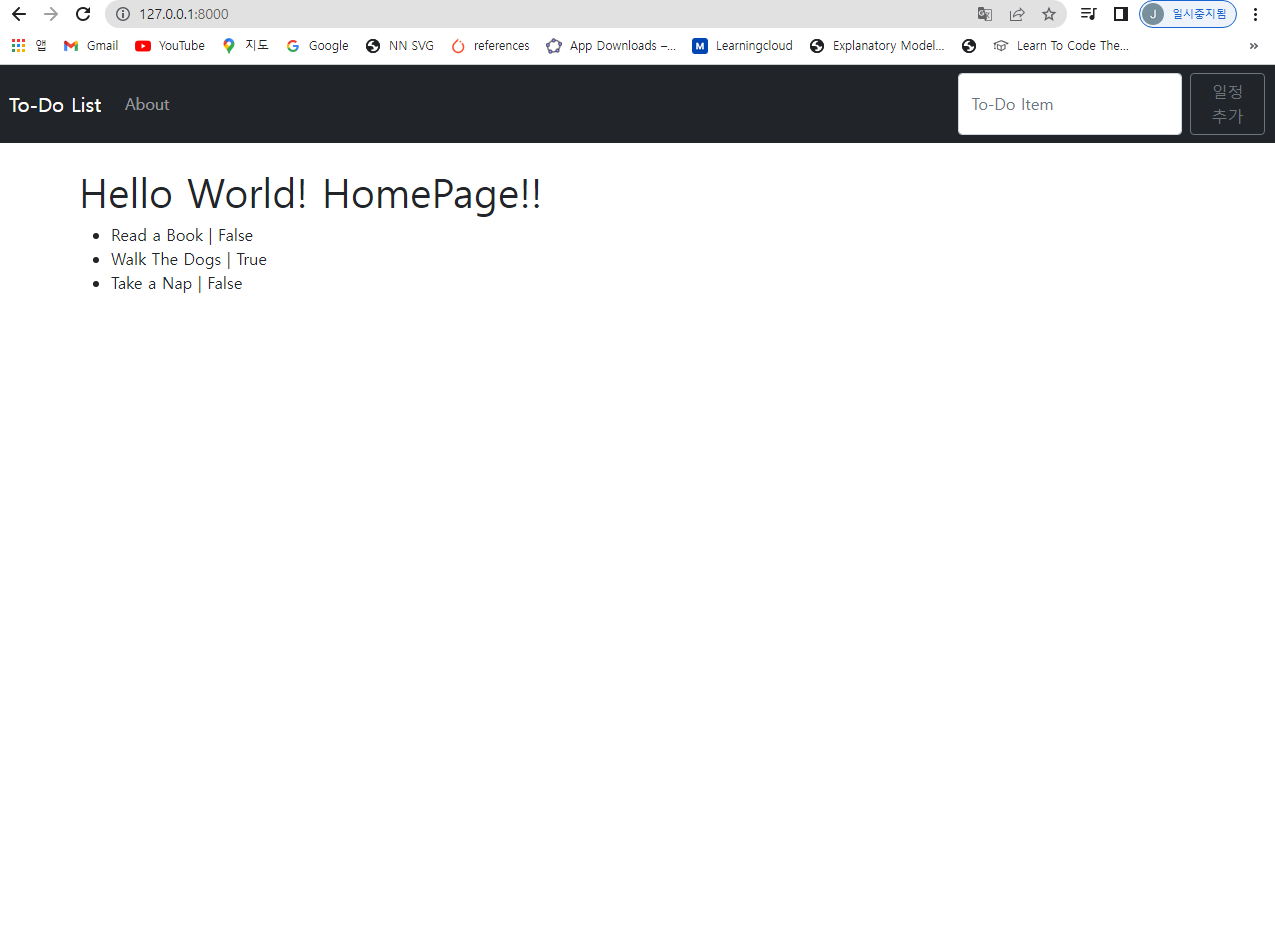 127.0.0.1:8000
일시중지됨
J
앱 Gmail YouTube 지도 Google NN SVG references App Downloads –... M Learningcloud Explanatory Model... Learn To Code The... »
To-Do List About To-Do Item 일정
추가
Hello World! HomePage!!
• Read a Book | False
• Walk The Dogs | True
• Take a Nap | False